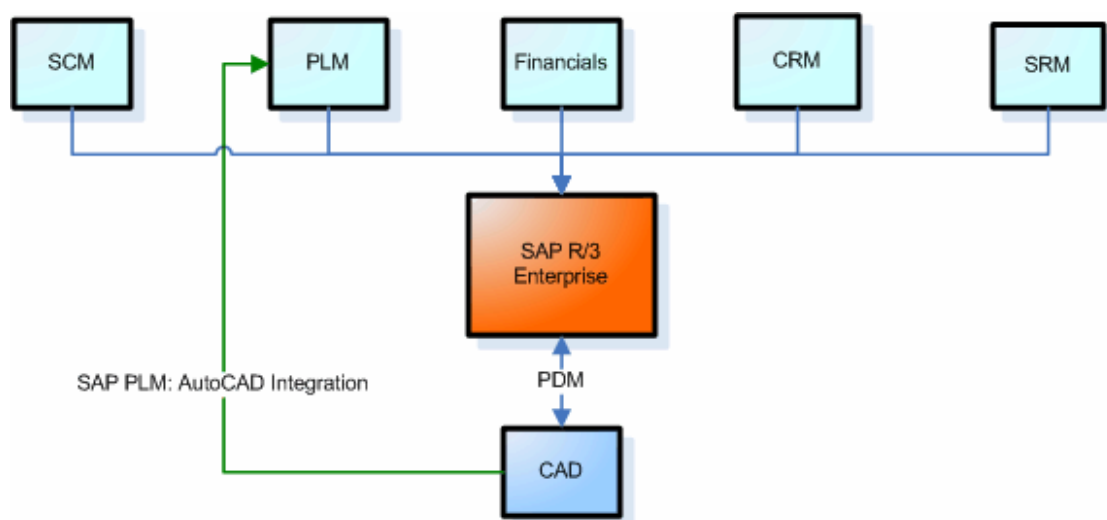 SCM
PLM
Financials
CRM
SRM
SAP R/3
Enterprise
SAP PLM: AutoCAD Integration
PDM
CAD